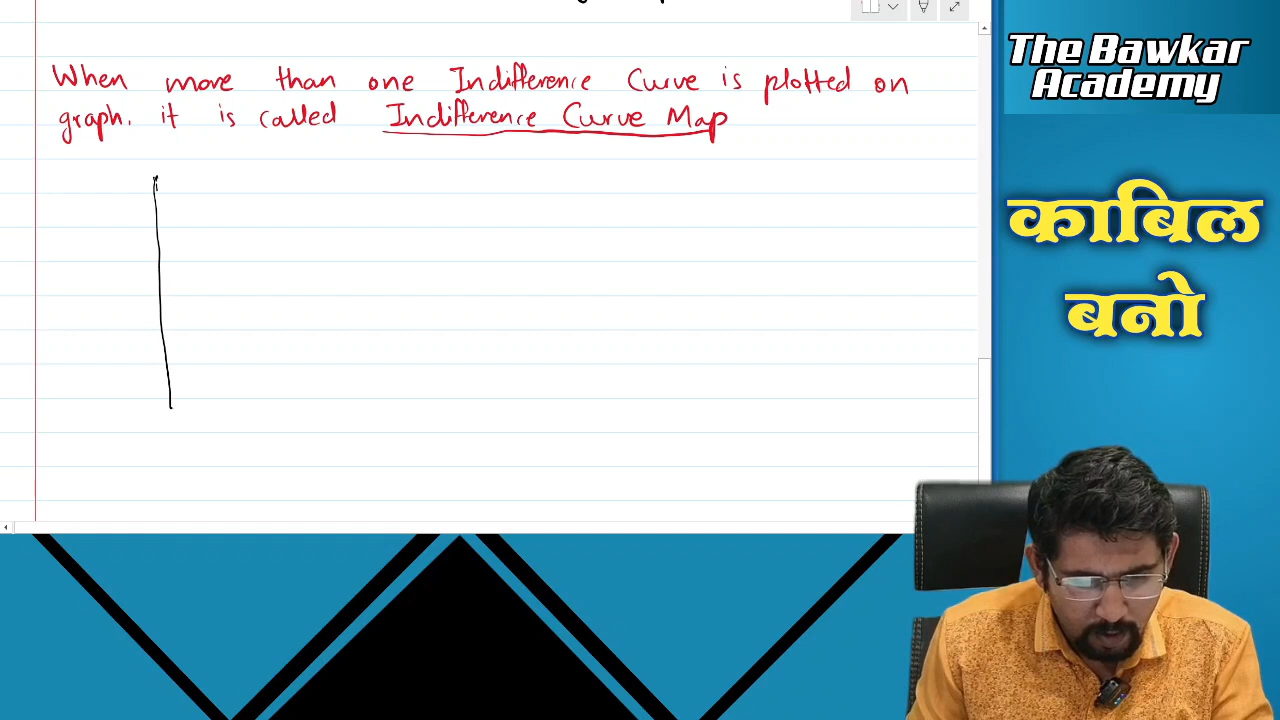 When more than one Indifference Curve is plotted on
graph, it is called Indifference Curve Map
The Bawkar
Academy
काबिल
बनो